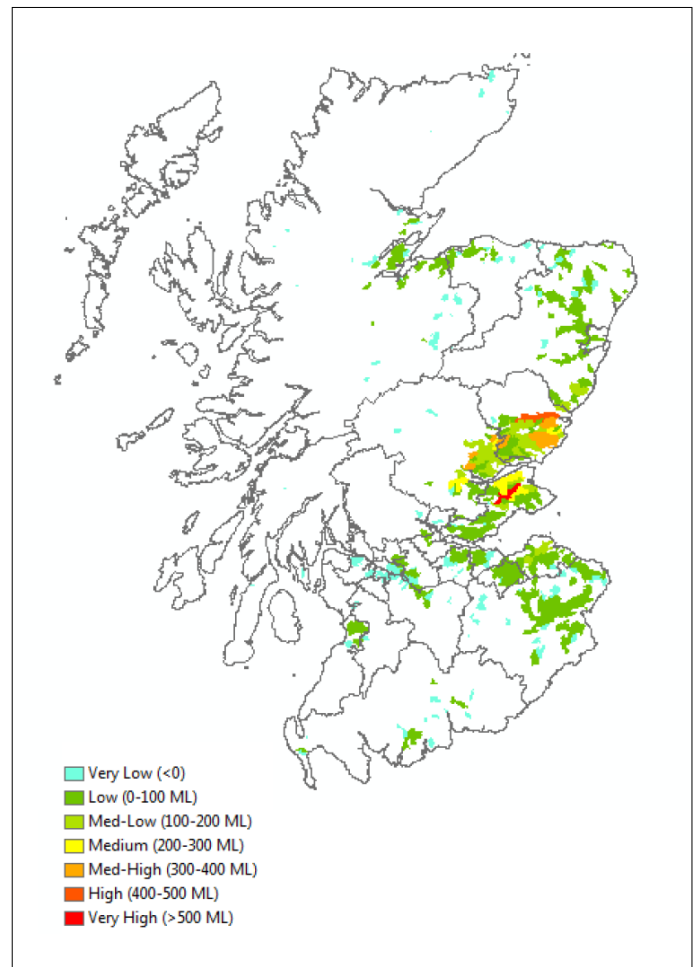 Very Low (<0)
Low (0-100 ML)
Med-Low (100-200 ML)
Medium (200-300 ML)
Med-High (300-400 ML)
High (400-500 ML)
Very High (>500 ML)